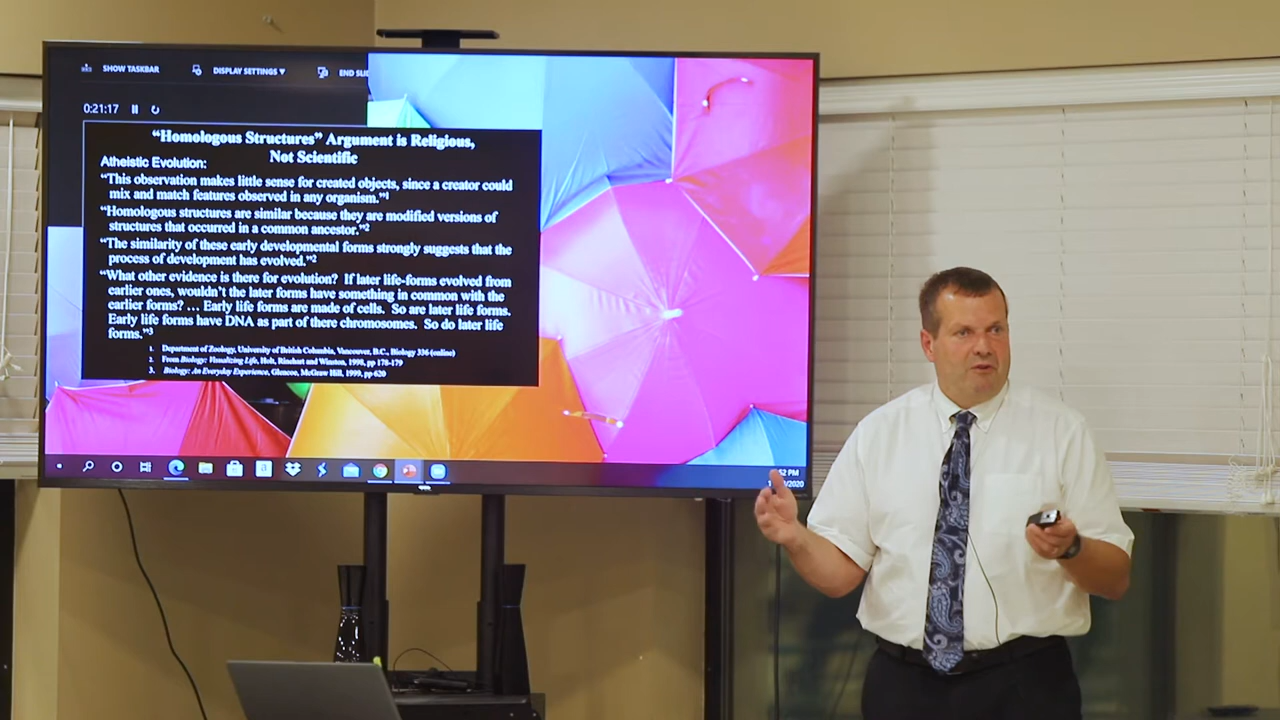 SHOW TASKBAR DISPLAY SETTINGS ▼ END SLI
0:21:17
“Homologous Structures” Argument is Religious,
Not Scientific
Atheistic Evolution:
“This observation makes little sense for created objects, since a creator could
mix and match features observed in any organism.”1
“Homologous structures are similar because they are modified versions of
structures that occurred in a common ancestor.”2
“The similarity of these early developmental forms strongly suggests that the
process of development has evolved.”2
“What other evidence is there for evolution? If later life-forms evolved from
earlier ones, wouldn’t the later forms have something in common with the
earlier forms? … Early life forms are made of cells. So are later life forms.
Early life forms have DNA as part of there chromosomes. So do later life
forms.”3
1. Department of Zoology, University of British Columbia, Vancouver, B.C., Biology 336 (online)
2. From Biology: Visualizing Life, Holt, Rinehart and Winston, 1998, pp 178-179
3. Biology: An Everyday Experience, Glencoe, McGraw Hill, 1999, pp 620
52 PM
/2020